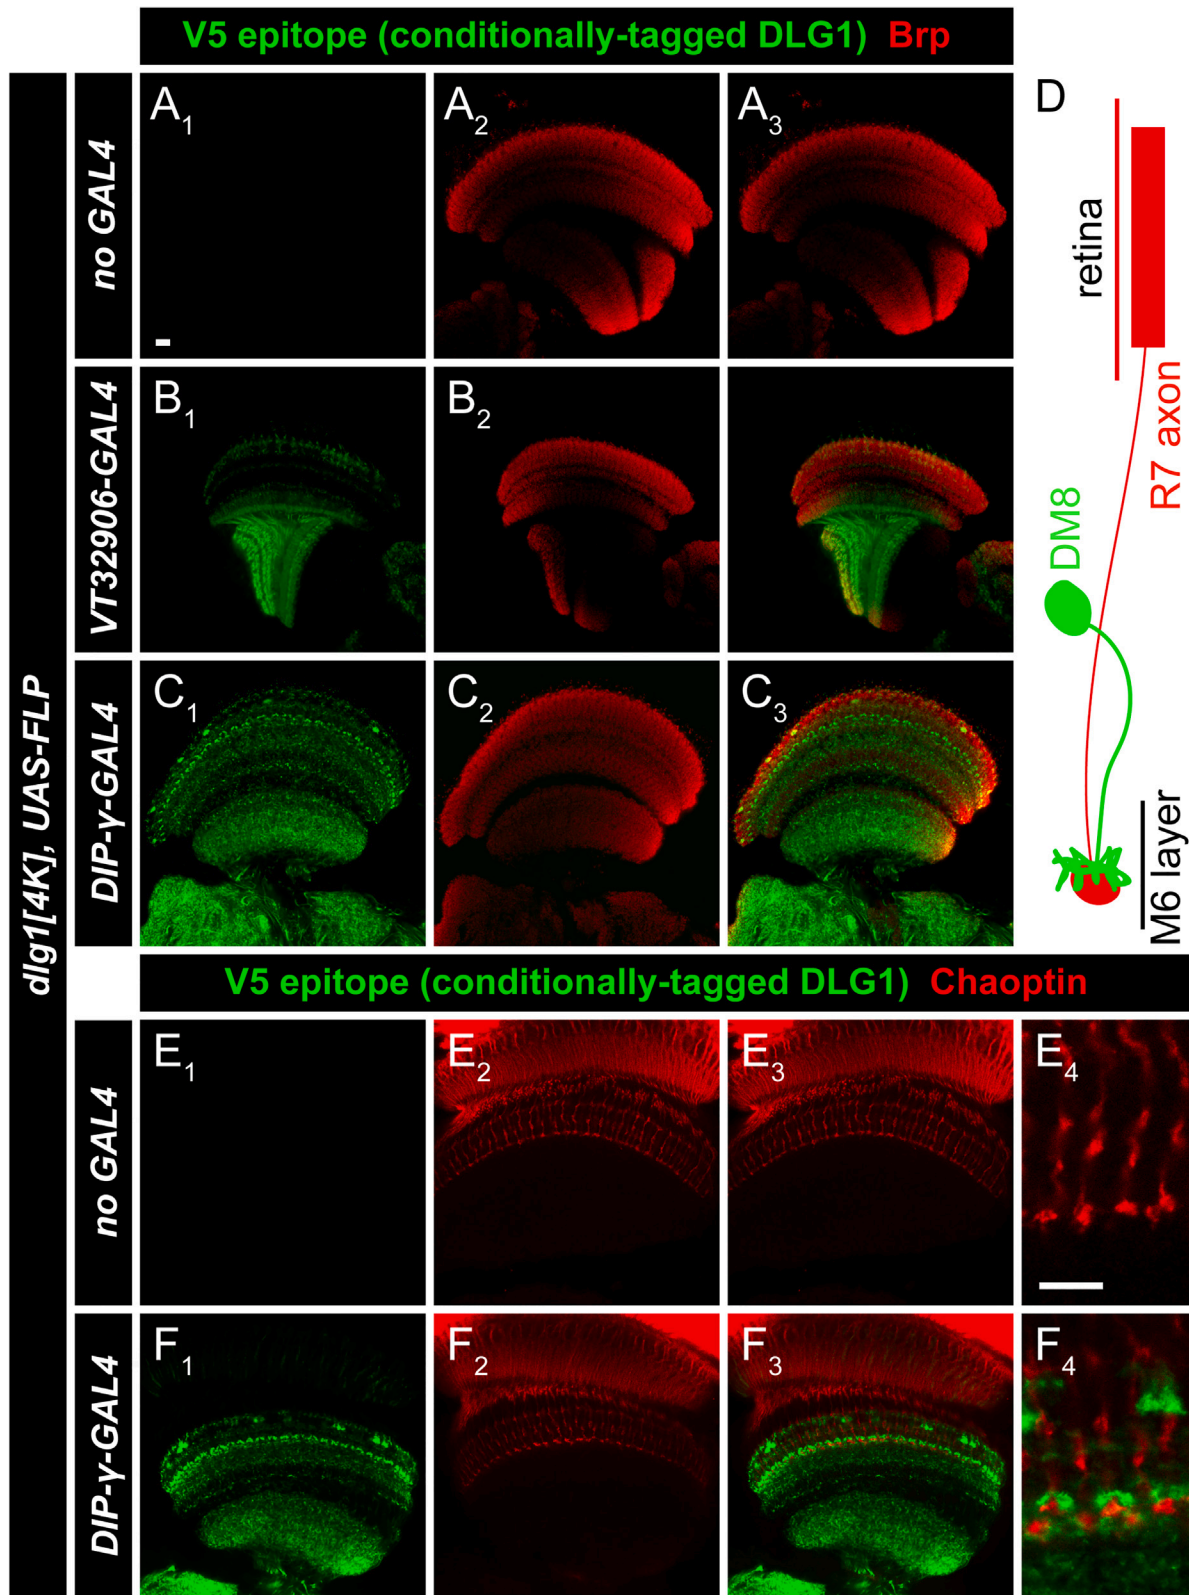 V5 epitope (conditionally-tagged DLG1) Brp
dlg1[4K], UAS-FLP
no GAL4
A1
A2
A3
D
retina
R7 axon
DM8
M6 layer
VT32906-GAL4
B1
B2
DIP-γ-GAL4
C1
C2
C3
V5 epitope (conditionally-tagged DLG1) Chaoptin
no GAL4
E1
E2
E3
E4
DIP-γ-GAL4
F1
F2
F3
F4